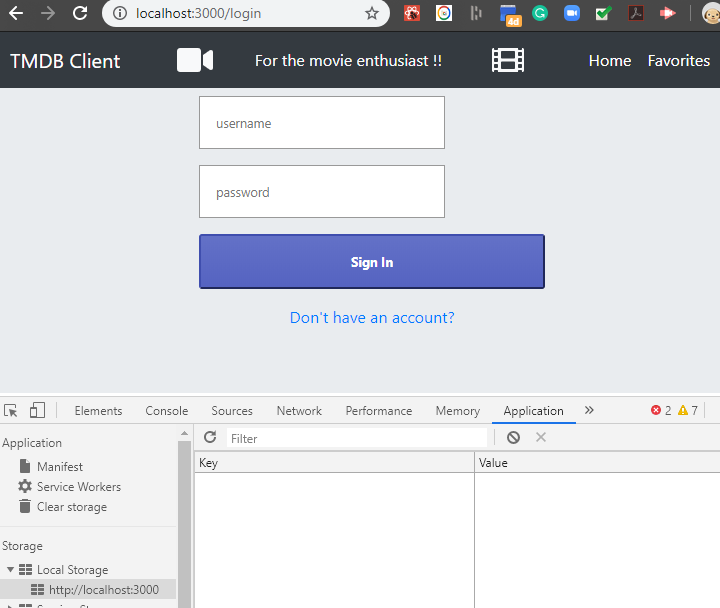 localhost:3000/login
4d
TMDB Client For the movie enthusiast !! Home Favorites
username
password
Sign In
Don't have an account?
Elements Console Sources Network Performance Memory Application » 2 7
Application
Filter
Key Value
Manifest
Service Workers
Clear storage
Storage
Local Storage
http://localhost:3000